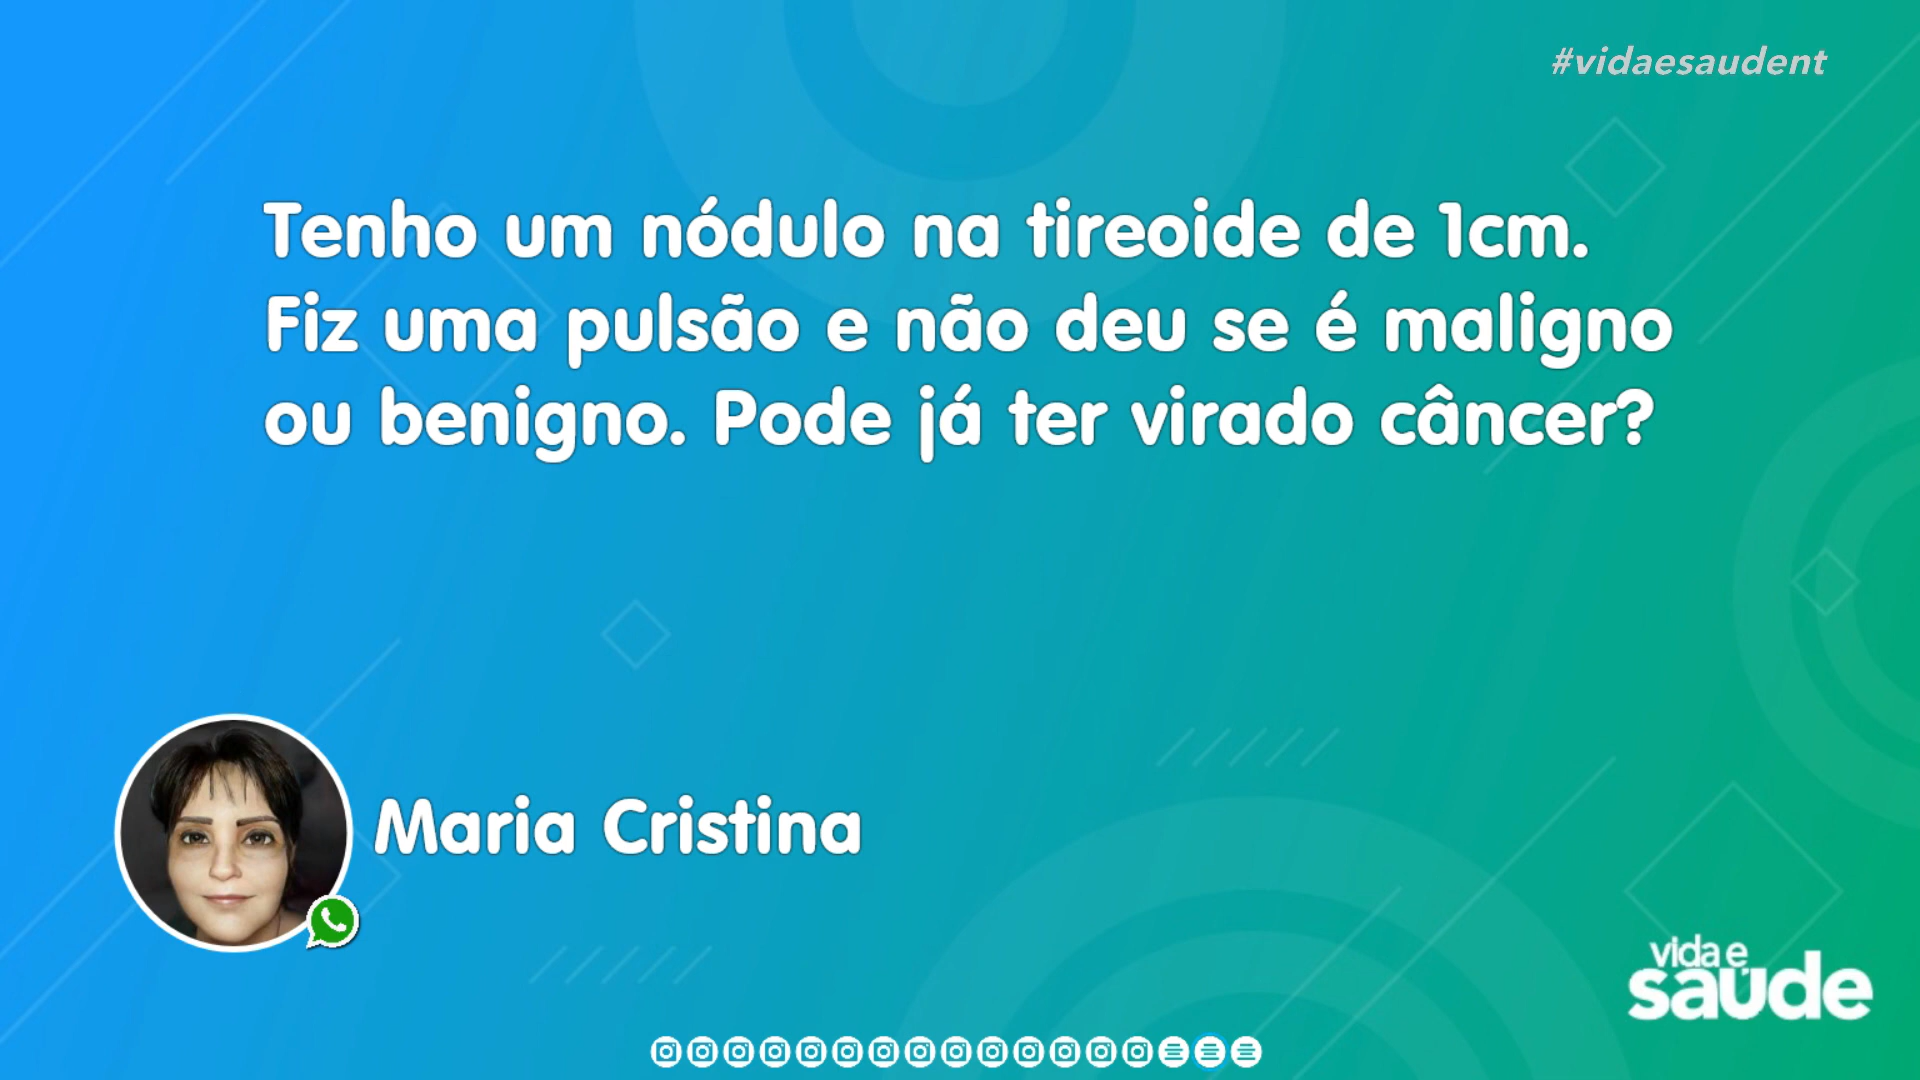 #vidaesaudent
Tenho um nódulo na tireoide de 1cm.
Fiz uma pulsão e não deu se é maligno
ou benigno. Pode já ter virado câncer?
Maria Cristina
vida e
saúde